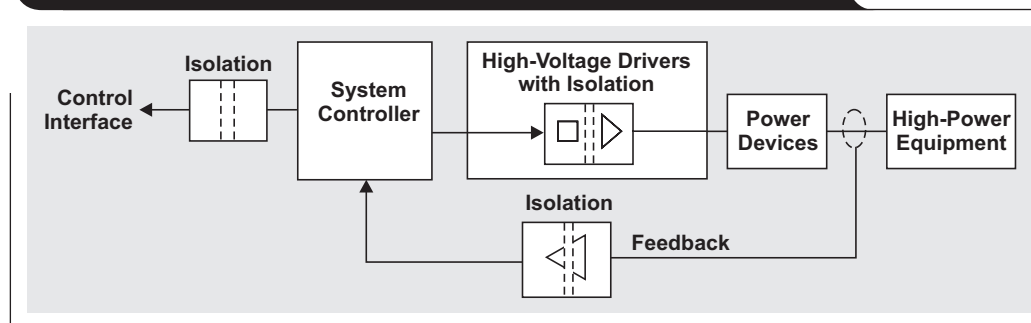 Isolation
Control
Interface
System
Controller
High-Voltage Drivers
with Isolation
Power
Devices
High-Power
Equipment
Isolation
Feedback